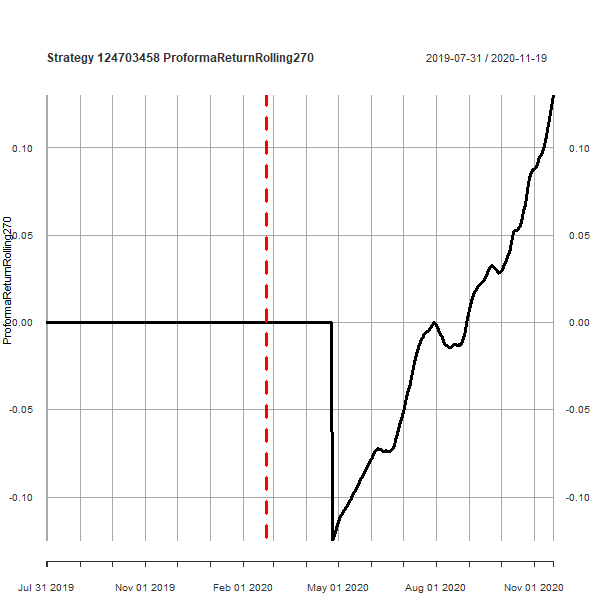 Strategy 124703458 ProformaReturnRolling270
2019-07-31 / 2020-11-19
ProformaReturnRolling270
0.10 0.10
0.05 0.05
0.00 0.00
-0.05 -0.05
-0.10 -0.10
Jul 31 2019 Nov 01 2019 Feb 01 2020 May 01 2020 Aug 01 2020 Nov 01 2020